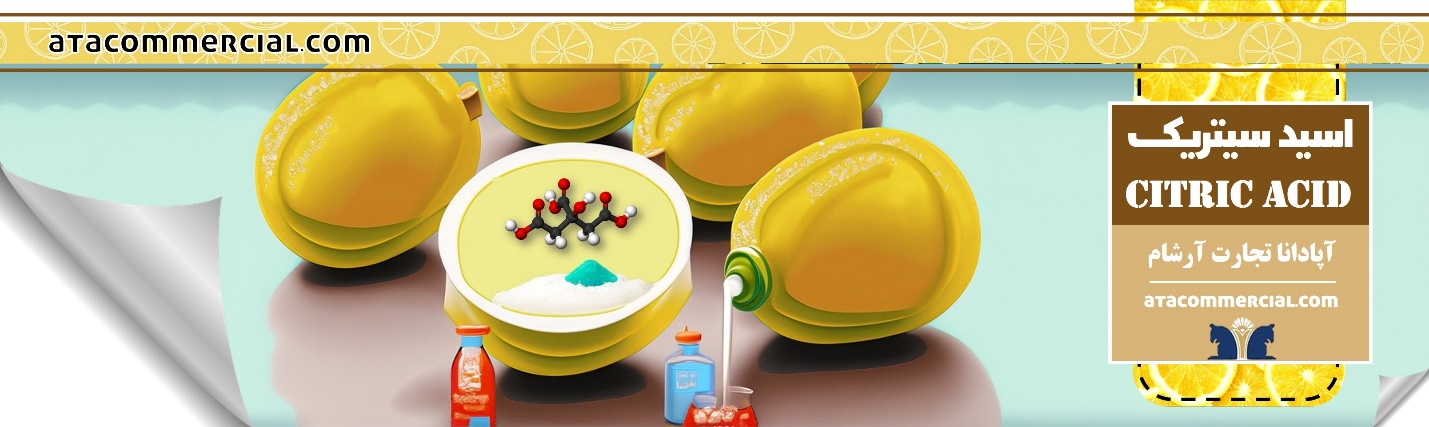 atacommercial.com
اسید سیتریک
CITRIC ACID
آپادانا تجارت آرشام
atacommercial.com